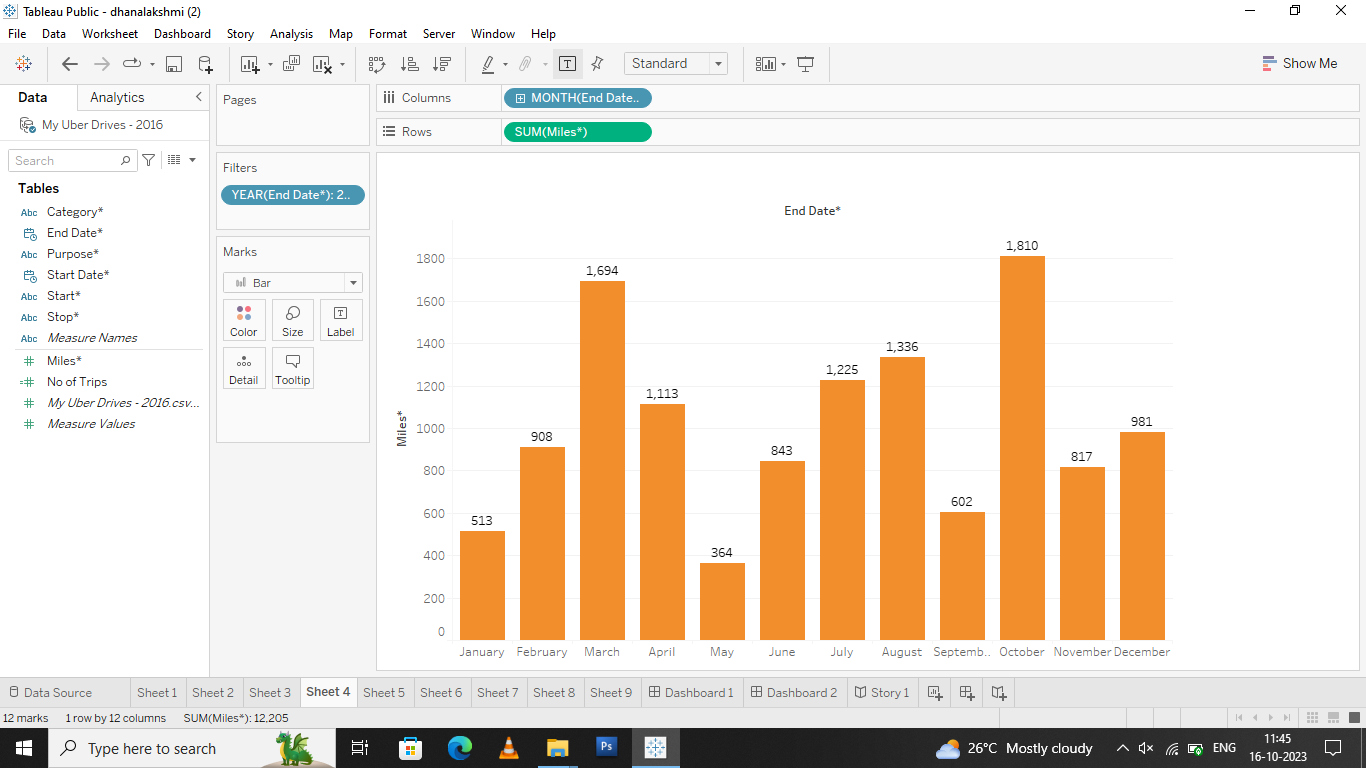 Tableau Public - dhanalakshmi (2)
File Data Worksheet Dashboard Story Analysis Map Format Server Window Help
Standard
Show Me
Data Analytics
My Uber Drives - 2016
Search
Tables
Abc Category*
End Date*
Abc Purpose*
Start Date*
Abc Start*
Abc Stop*
Abc Measure Names
# Miles*
=# No of Trips
# My Uber Drives - 2016.csv...
# Measure Values
Pages
Filters
YEAR(End Date*): 2..
Marks
Bar
Color Size Label
T
Detail Tooltip
Columns MONTH(End Date..
Rows SUM(Miles*)
End Date*
Miles*
1800
1600
1400
1200
1000
800
600
400
200
0
513 908 1,694 1,113 364 843 1,225 1,336 602 1,810 817 981
January February March April May June July August Septemb.. October November December
Data Source Sheet 1 Sheet 2 Sheet 3 Sheet 4 Sheet 5 Sheet 6 Sheet 7 Sheet 8 Sheet 9 Dashboard 1 Dashboard 2 Story 1
12 marks 1 row by 12 columns SUM(Miles*): 12,205
Type here to search
Ps
26°C Mostly cloudy
ENG
11:45
16-10-2023